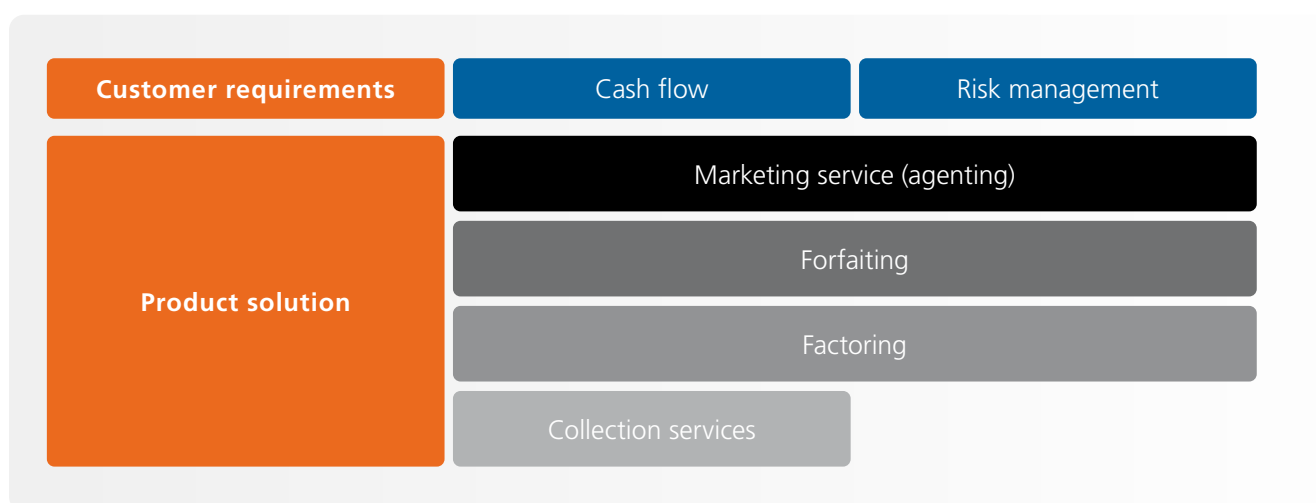 Customer requirements
Cash flow
Risk management
Product solution
Marketing service (agenting)
Forfaiting
Factoring
Collection services